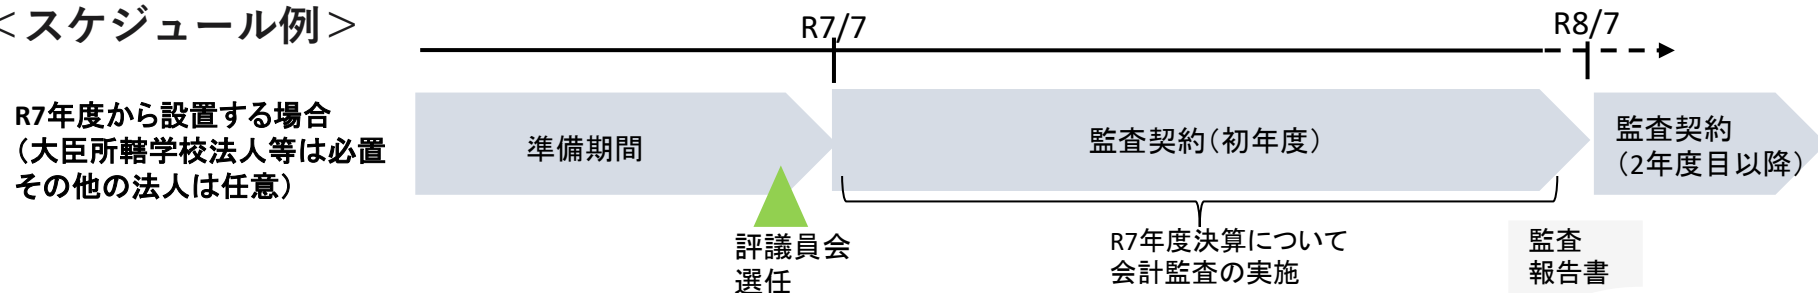 ＜スケジュール例＞
R7/7
R8/7
R7年度から設置する場合
（大臣所轄学校法人等は必置
その他の法人は任意）
準備期間
監査契約（初年度）
監査契約
（2年度目以降）
評議員会
選任
R7年度決算について
会計監査の実施
監査
報告書